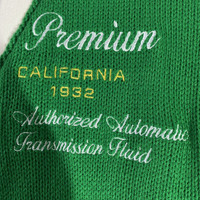 Premium
CALIFORNIA
1932
Authorized Automatic
Transmission Fluid